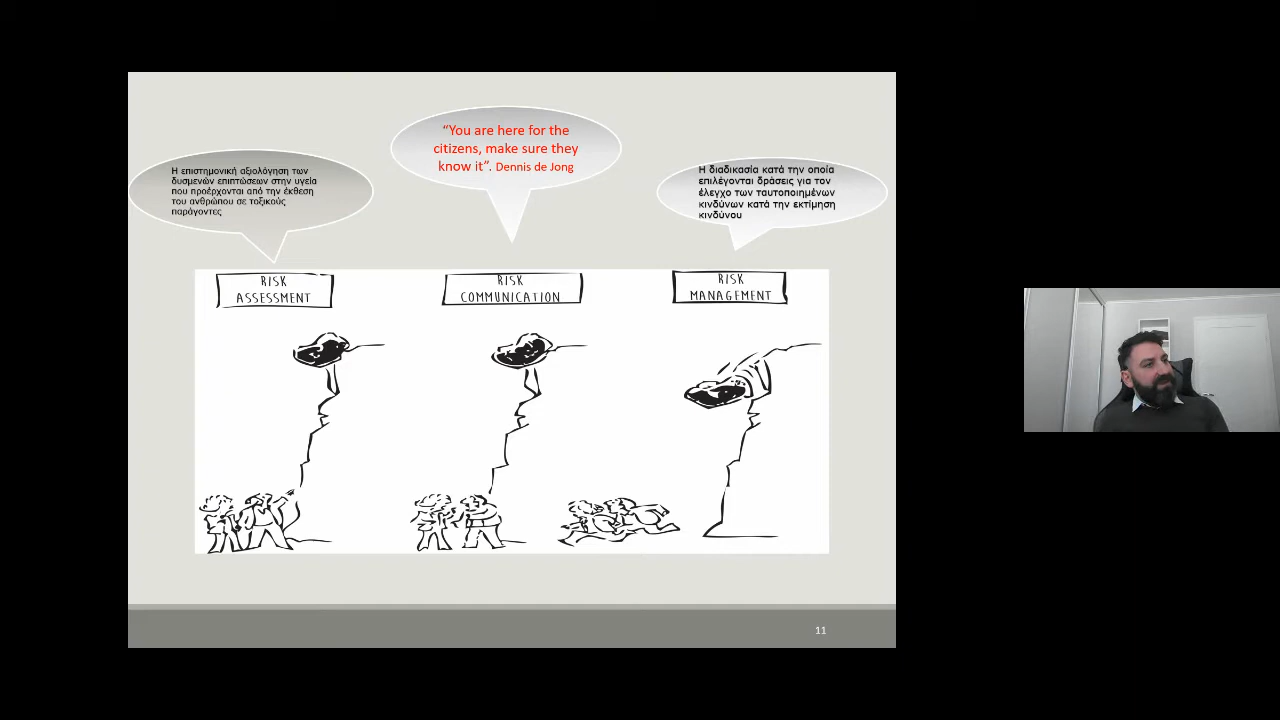 Η επιστημονική αξιολόγηση των
δυσμενών επιπτώσεων στην υγεία
που προέρχονται από την έκθεση
του ανθρώπου σε τοξικούς
παράγοντες
“You are here for the
citizens, make sure they
know it”. Dennis de Jong
Η διαδικασία κατά την οποία
επιλέγονται δράσεις για τον
έλεγχο των ταυτοποιημένων
κινδύνων κατά την εκτίμηση
κινδύνου
RISK
ASSESSMENT
RISK
COMMUNICATION
RISK
MANAGEMENT
11